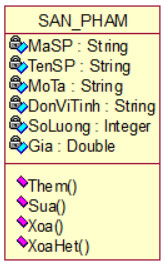 SAN_PHAM
MaSP : String
TenSP : String
MoTa : String
DonViTinh : String
SoLuong : Integer
Gia : Double
Them()
Sua()
Xoa()
XoaHet()